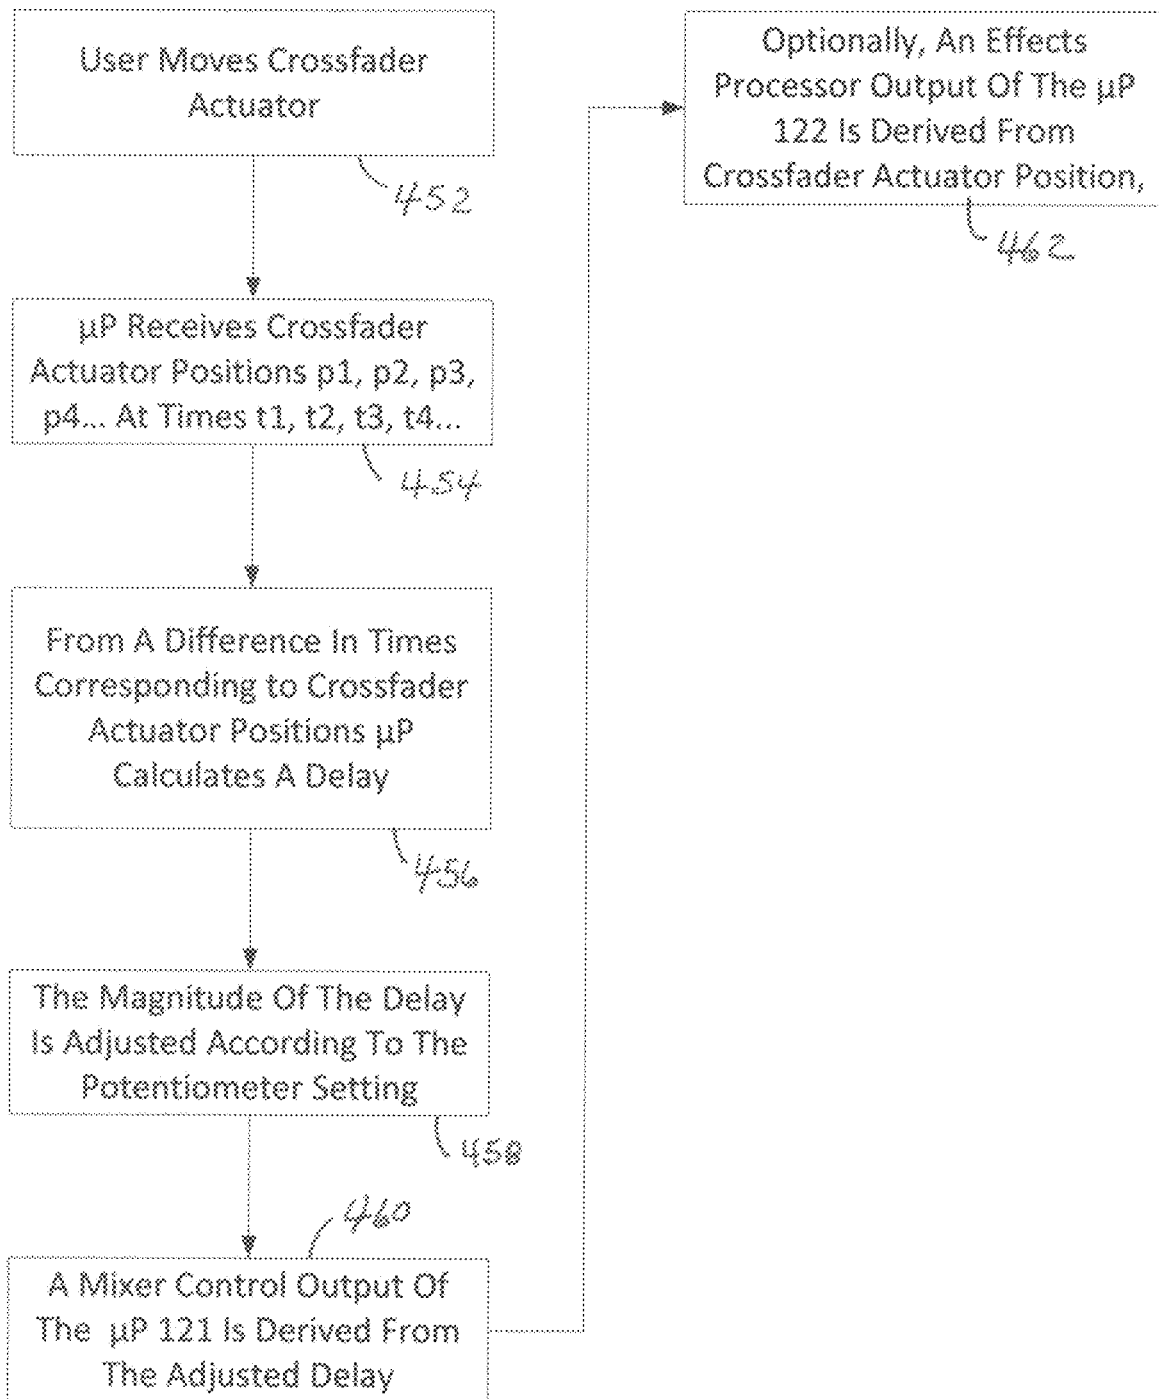 User Moves Crossfader
Actuator
452
µP Receives Crossfader
Actuator Positions p1, p2, p3,
p4... At Times t1, t2, t3, t4...
454
From A Difference In Times
Corresponding to Crossfader
Actuator Positions µP
Calculates A Delay
456
The Magnitude Of The Delay
Is Adjusted According To The
Potentiometer Setting
458
460
A Mixer Control Output Of
The µP 121 Is Derived From
The Adjusted Delay
Optionally, An Effects
Processor Output Of The µP
122 Is Derived From
Crossfader Actuator Position,
462